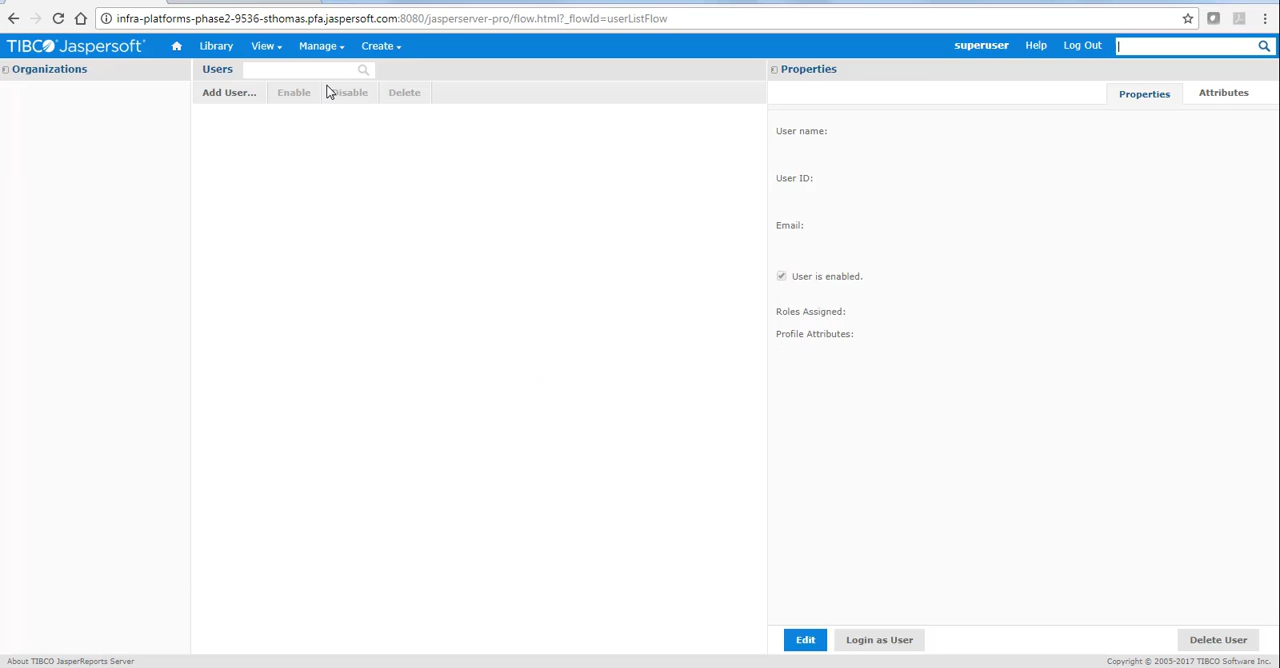 infra-platforms-phase2-9536-sthomas.pfa.jaspersoft.com:8080/jasperserver-pro/flow.html?_flowId=userListFlow
TIBCO Jaspersoft Library View Manage Create superuser Help Log Out
Organizations Users Properties
Add User... Enable Disable Delete Properties Attributes
User name:
User ID:
Email:
User is enabled.
Roles Assigned:
Profile Attributes:
Edit Login as User Delete User
About TIBCO JasperReports Server Copyright © 2005-2017 TIBCO Software Inc.